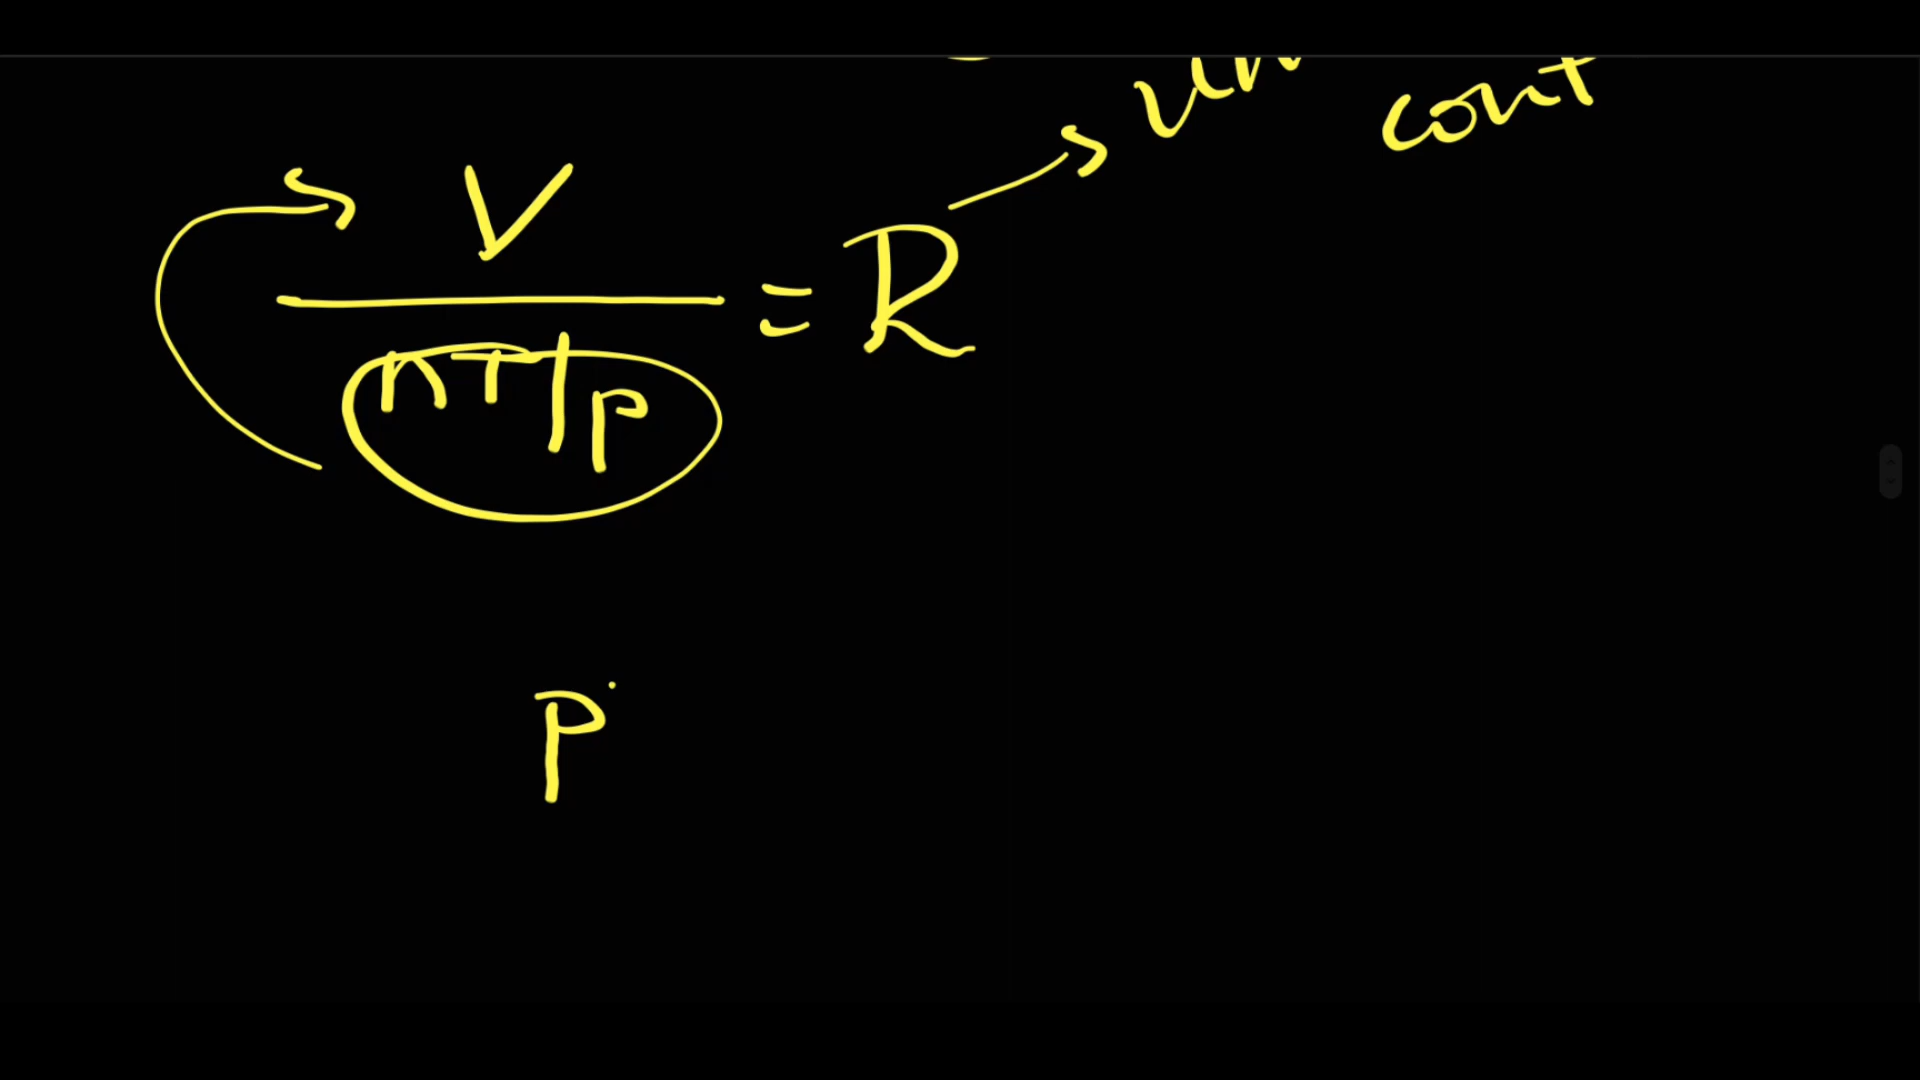 cont
V
= R
nT/p
P